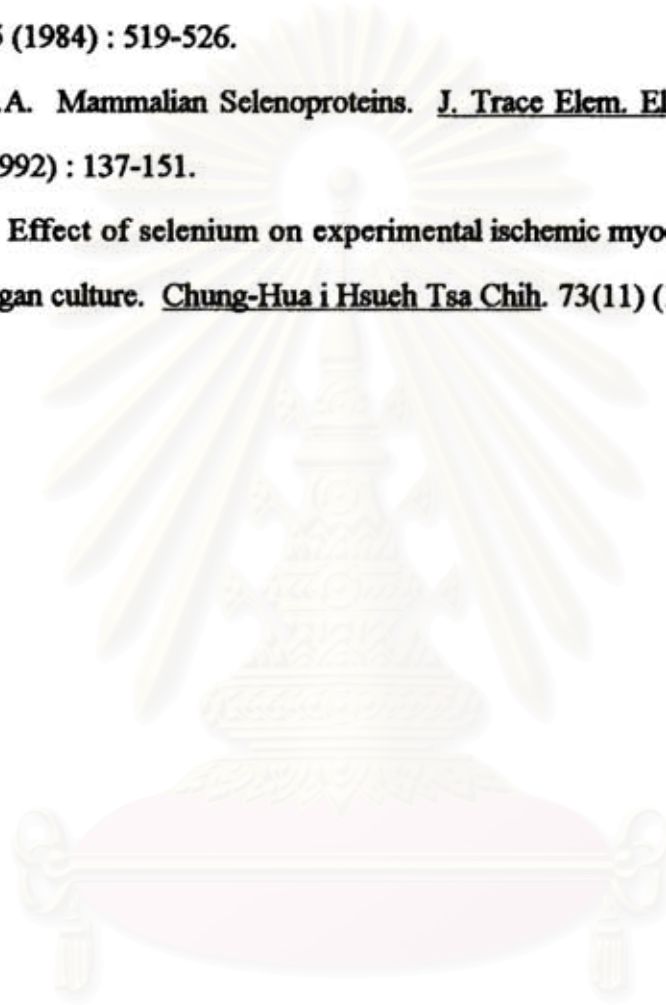 5 (1984) : 519-526.
.A. Mammalian Selenoproteins. J. Trace Elem. El
992) : 137-151.
Effect of selenium on experimental ischemic myo
gan culture. Chung-Hua i Hsueh Tsa Chih. 73(11) (